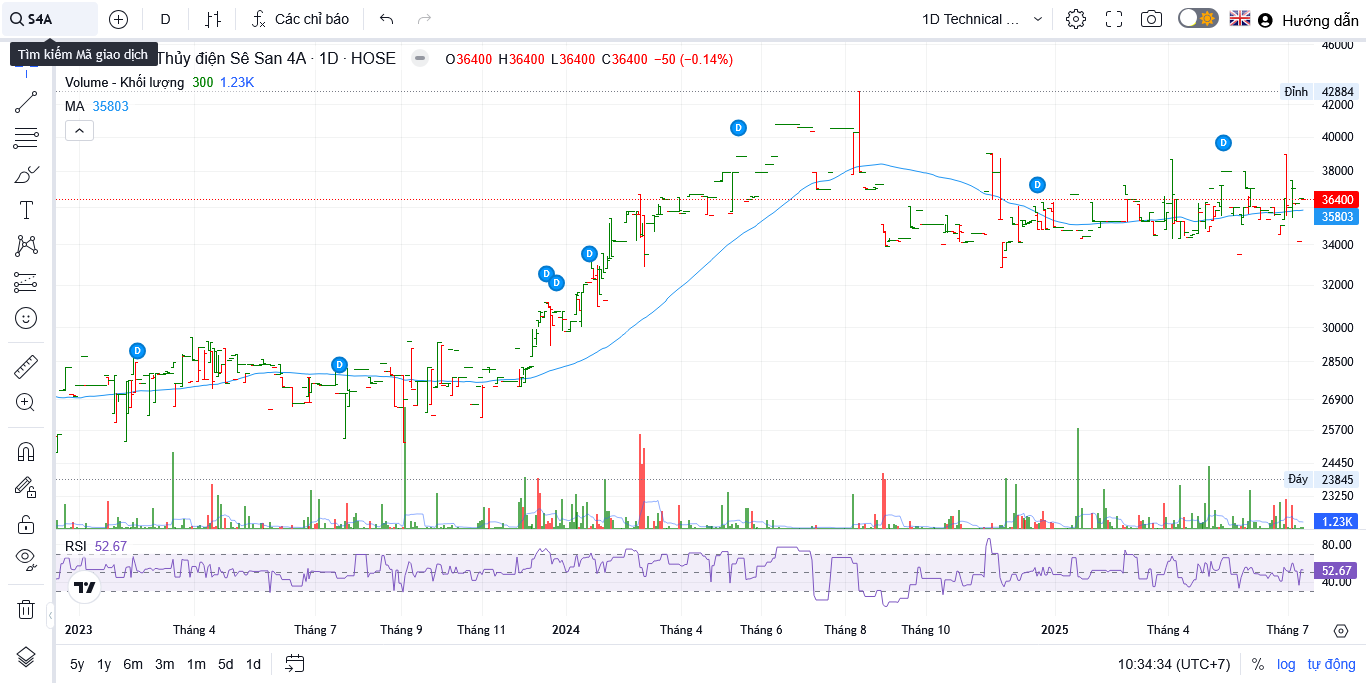 S4A
D
Các chỉ báo
1D Technical ...
Hướng dẫn
Tìm kiếm Mã giao dịch
Thủy điện Sê San 4A · 1D · HOSE
O36400 H36400 L36400 C36400 −50 (−0.14%)
Volume - Khối lượng 300 1.23K
MA 35803
46000
Đỉnh 42884
42000
40000
38000
36400
35803
34000
32000
30000
28500
26900
25700
24450
Đáy 23845
23250
1.23K
D
D
D
D
D
D
D
D
RSI 52.67
80.00
52.67
40.00
2023 Tháng 4 Tháng 7 Tháng 9 Tháng 11 2024 Tháng 4 Tháng 6 Tháng 8 Tháng 10 2025 Tháng 4 Tháng 7
5y 1y 6m 3m 1m 5d 1d
10:34:34 (UTC+7) % log tự động